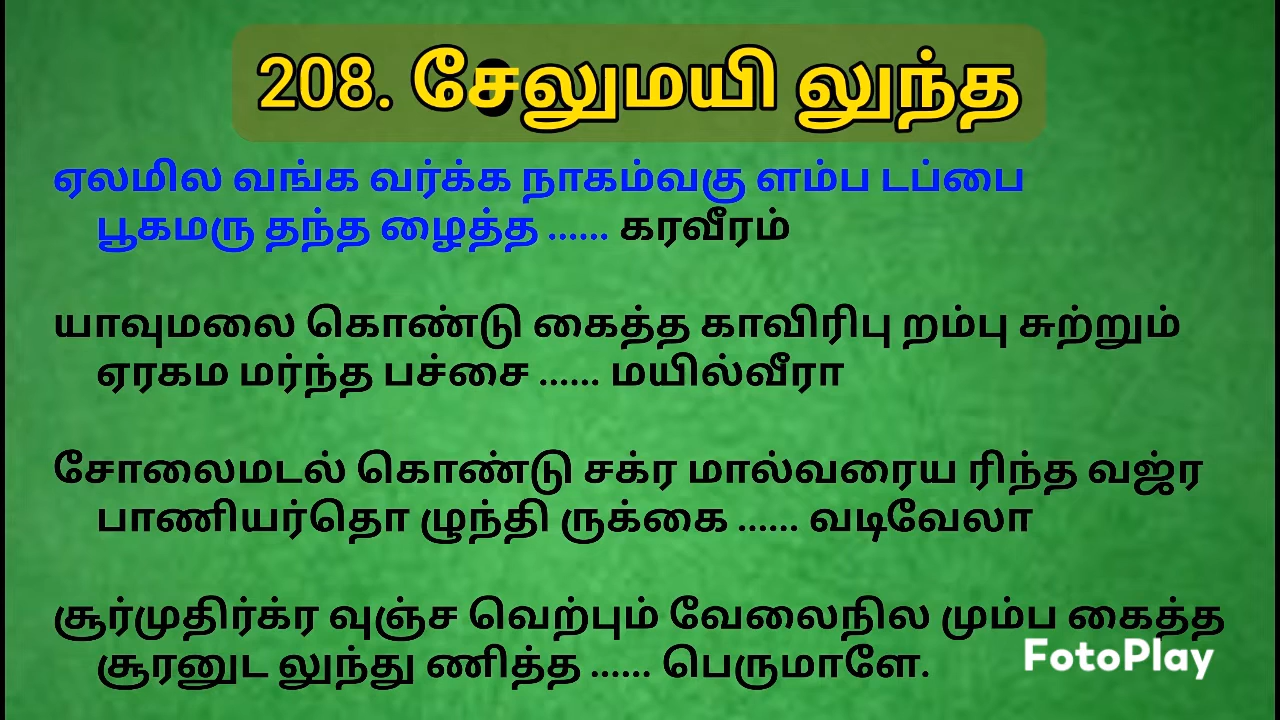 208. சேலுமயி லுந்த
ஏலமில வங்க வர்க்க நாகம்வகு ளம்ப டப்பை
பூகமரு தந்த ழைத்த ...... கரவீரம்
யாவுமலை கொண்டு கைத்த காவிரிபு றம்பு சுற்றும்
ஏரகம மர்ந்த பச்சை ...... மயில்வீரா
சோலைமடல் கொண்டு சக்ர மால்வரைய ரிந்த வஜ்ர
பாணியர்தொ ழுந்தி ருக்கை ...... வடிவேலா
சூர்முதிர்க்ர வுஞ்ச வெற்பும் வேலைநில மும்ப கைத்த
சூரனுட லுந்து ணித்த ...... பெருமாளே.
FotoPlay